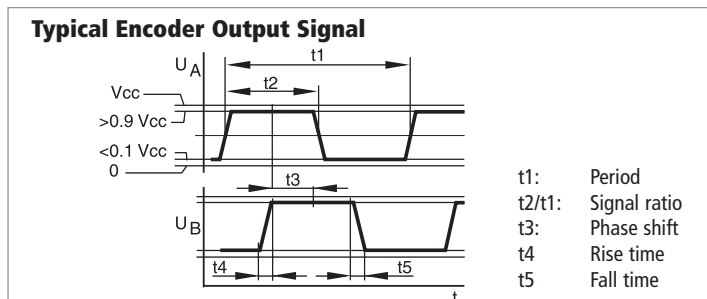 Typical Encoder Output Signal
U A
t1
t2
Vcc
>0.9 Vcc
<0.1 Vcc
0
t3
U B
t4
t5
t
t1: Period
t2/t1: Signal ratio
t3: Phase shift
t4 Rise time
t5 Fall time